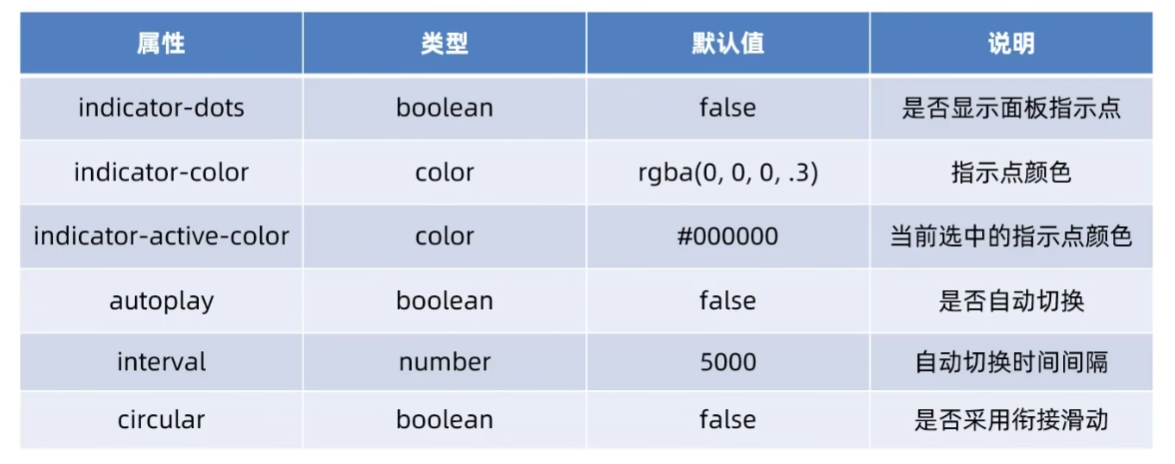 属性 类型 默认值 说明
indicator-dots boolean false 是否显示面板指示点
indicator-color color rgba(0, 0, 0, .3) 指示点颜色
indicator-active-color color #000000 当前选中的指示点颜色
autoplay boolean false 是否自动切换
interval number 5000 自动切换时间间隔
circular boolean false 是否采用衔接滑动